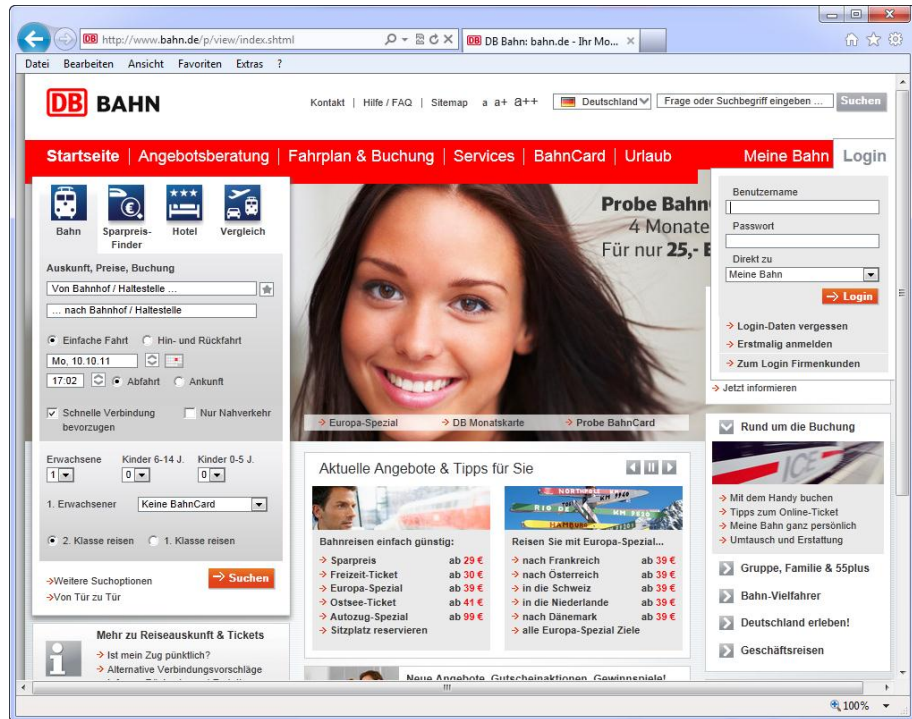 http://www.bahn.de/p/view/index.shtml
DB Bahn: bahn.de - Ihr Mo...
Datei Bearbeiten Ansicht Favoriten Extras ?
DB BAHN
Kontakt | Hilfe / FAQ | Sitemap a a+ a++ Deutschland Frage oder Suchbegriff eingeben ... Suchen
Startseite | Angebotsberatung | Fahrplan & Buchung | Services | BahnCard | Urlaub Meine Bahn Login
Bahn
Sparpreis-
Finder
Hotel
Vergleich
Auskunft, Preise, Buchung
Von Bahnhof / Haltestelle ...
... nach Bahnhof / Haltestelle
Einfache Fahrt Hin- und Rückfahrt
Mo, 10.10.11
17:02 Abfahrt Ankunft
Schnelle Verbindung
bevorzugen
Nur Nahverkehr
Erwachsene Kinder 6-14 J. Kinder 0-5 J.
1 0 0
1. Erwachsener Keine BahnCard
2. Klasse reisen 1. Klasse reisen
Weitere Suchoptionen
Von Tür zu Tür
Suchen
Mehr zu Reiseauskunft & Tickets
Ist mein Zug pünktlich?
Alternative Verbindungsvorschläge
Probe Bahn
4 Monate
Für nur 25,- E
Europa-Spezial DB Monatskarte Probe BahnCard
Aktuelle Angebote & Tipps für Sie
Bahnreisen einfach günstig:
Sparpreis ab 29 €
Freizeit-Ticket ab 30 €
Europa-Spezial ab 39 €
Ostsee-Ticket ab 41 €
Autozug-Spezial ab 99 €
Sitzplatz reservieren
NORTHPOLE KM 3960
RIO DE
KM 9920
HAMBURG
Reisen Sie mit Europa-Spezial...
nach Frankreich ab 39 €
nach Österreich ab 39 €
in die Schweiz ab 39 €
in die Niederlande ab 39 €
nach Dänemark ab 39 €
alle Europa-Spezial Ziele
Neue Angebote, Gutscheinaktionen, Gewinnspiele!
Benutzername
Passwort
Direkt zu
Meine Bahn
Login
Login-Daten vergessen
Erstmalig anmelden
Zum Login Firmenkunden
Jetzt informieren
Rund um die Buchung
ICE
Mit dem Handy buchen
Tipps zum Online-Ticket
Meine Bahn ganz persönlich
Umtausch und Erstattung
Gruppe, Familie & 55plus
Bahn-Vielfahrer
Deutschland erleben!
Geschäftsreisen
100%